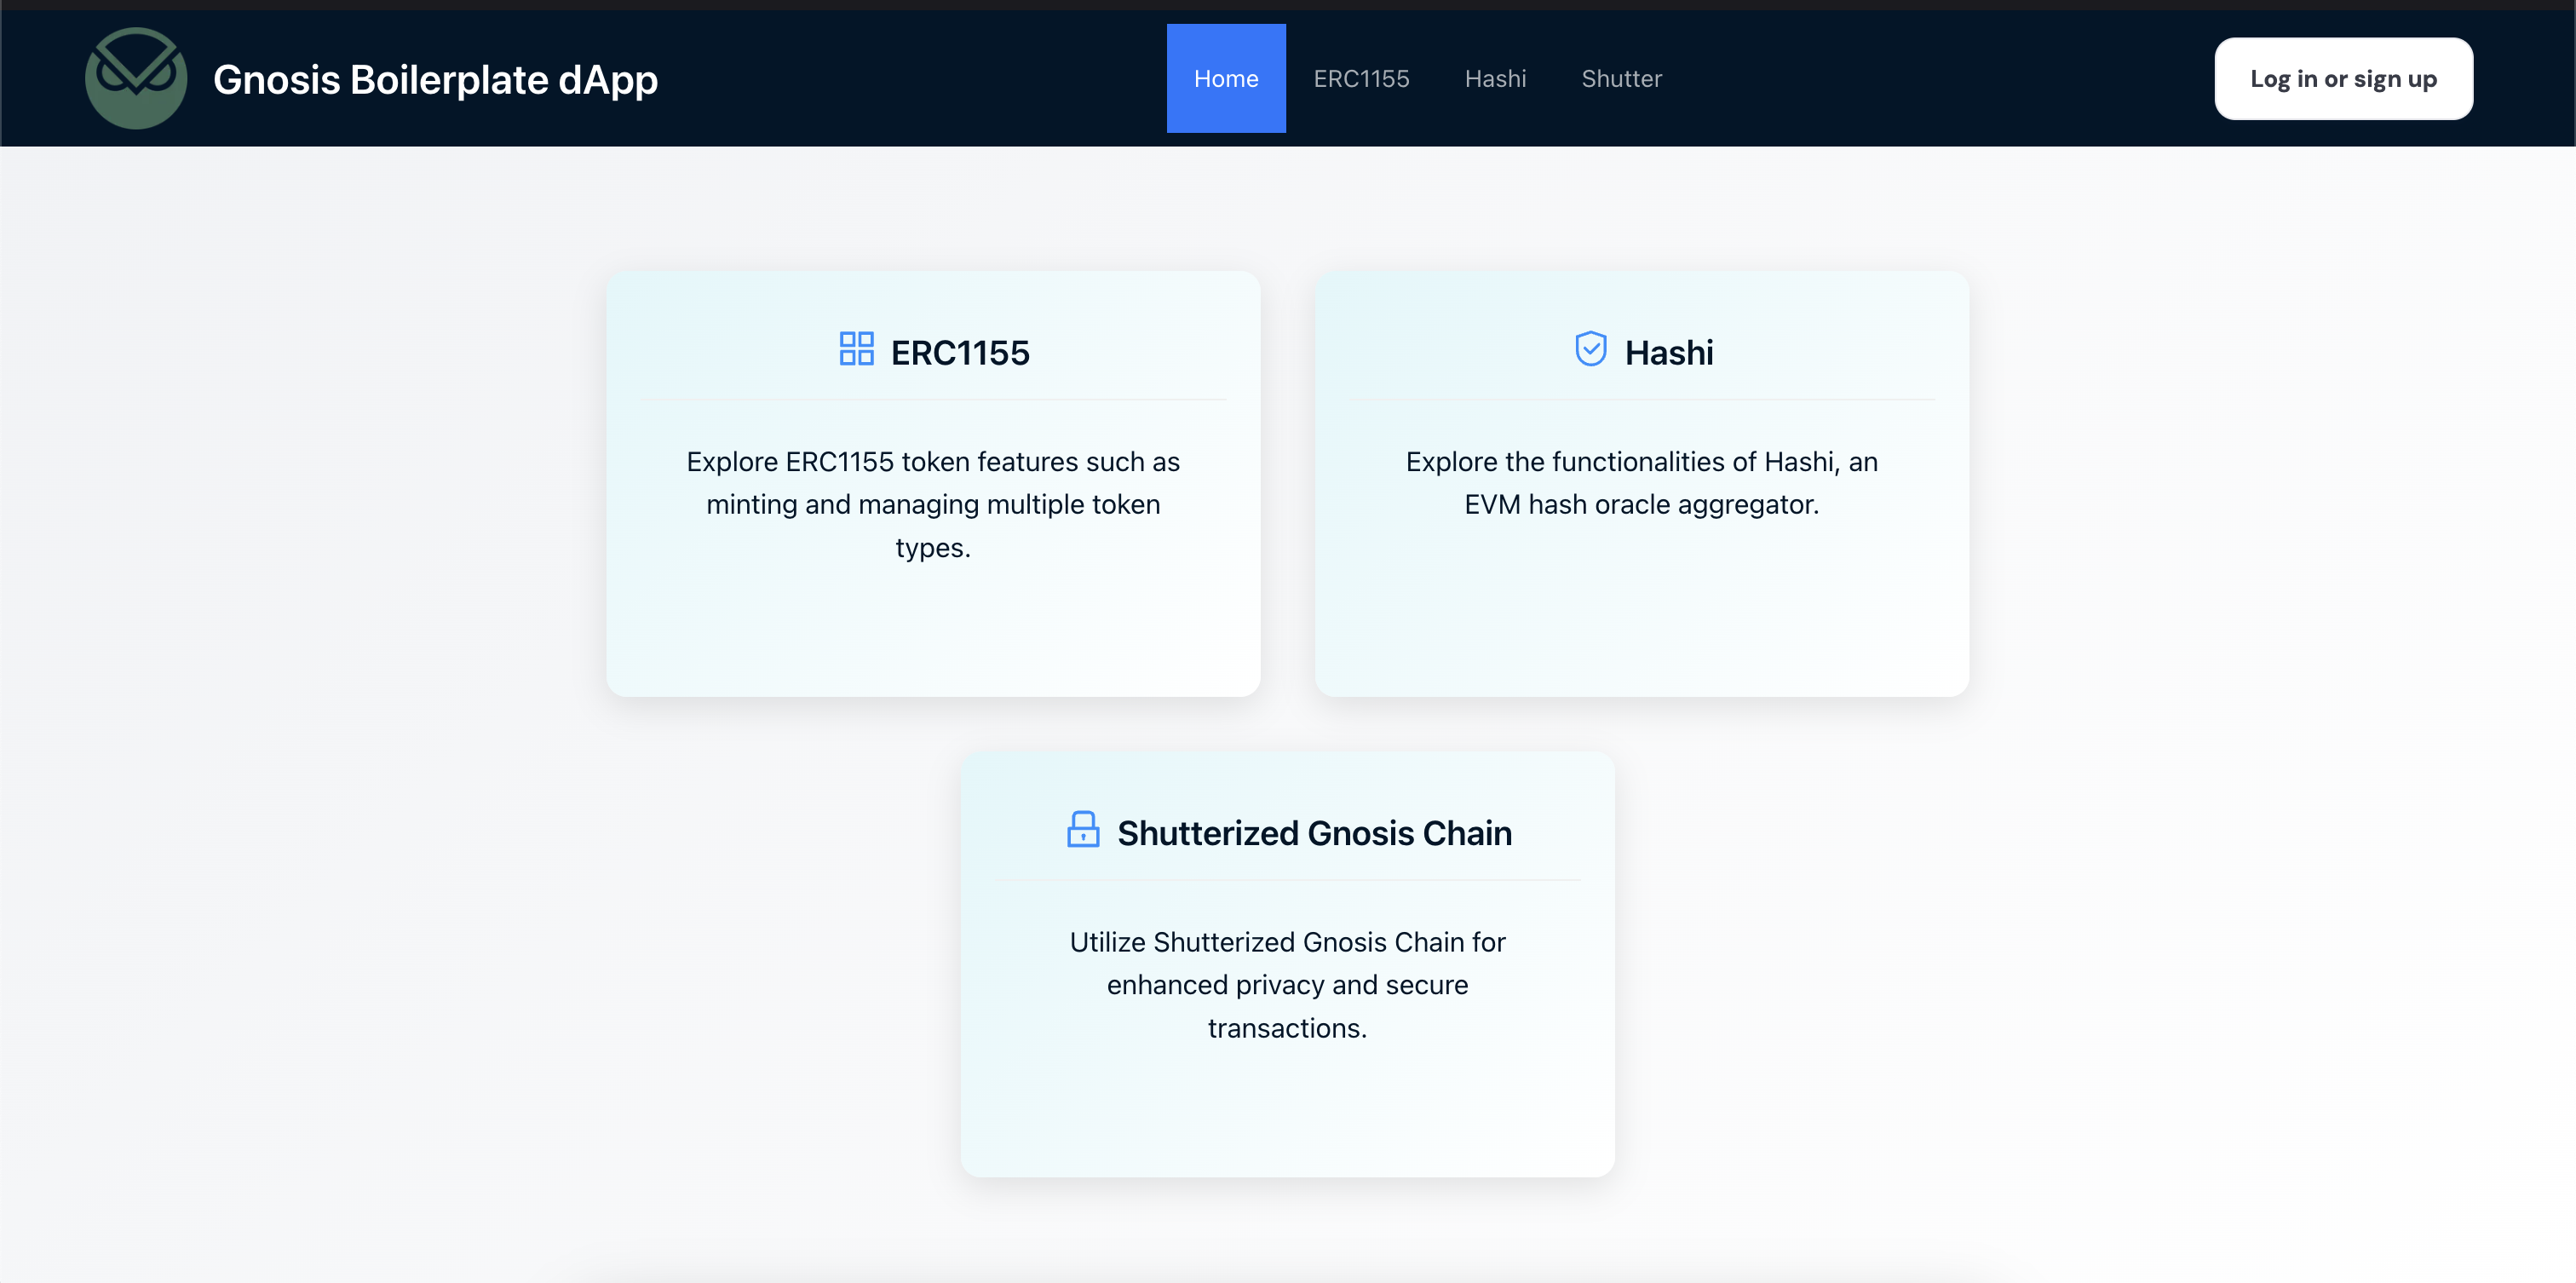 Gnosis Boilerplate dApp
Home
ERC1155
Hashi
Shutter
Log in or sign up
ERC1155
Explore ERC1155 token features such as
minting and managing multiple token
types.
Hashi
Explore the functionalities of Hashi, an
EVM hash oracle aggregator.
Shutterized Gnosis Chain
Utilize Shutterized Gnosis Chain for
enhanced privacy and secure
transactions.